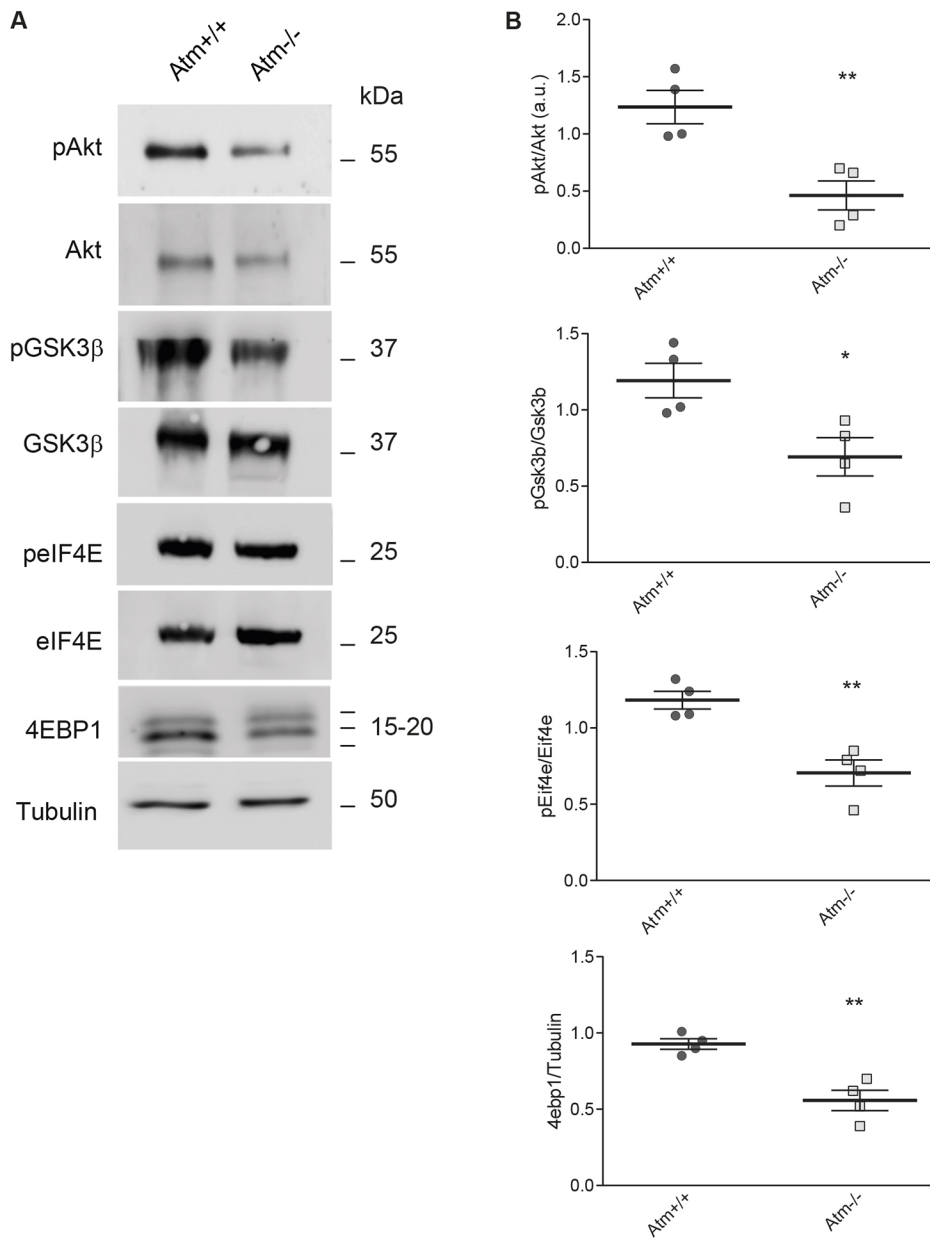 A
Atm+/+
Atm-/-
kDa
pAkt
55
Akt
55
pGSK3β
37
GSK3β
37
peIF4E
25
eIF4E
25
4EBP1
15-20
Tubulin
50
B
pAkt/Akt (a.u.)
2.0
1.5
1.0
0.5
0.0
**
Atm+/+
Atm-/-
pGsk3b/Gsk3b
1.5
1.0
0.5
0.0
*
Atm+/+
Atm-/-
pEif4e/Eif4e
1.5
1.0
0.5
0.0
**
Atm+/+
Atm-/-
4ebp1/Tubulin
1.5
1.0
0.5
0.0
**
Atm+/+
Atm-/-